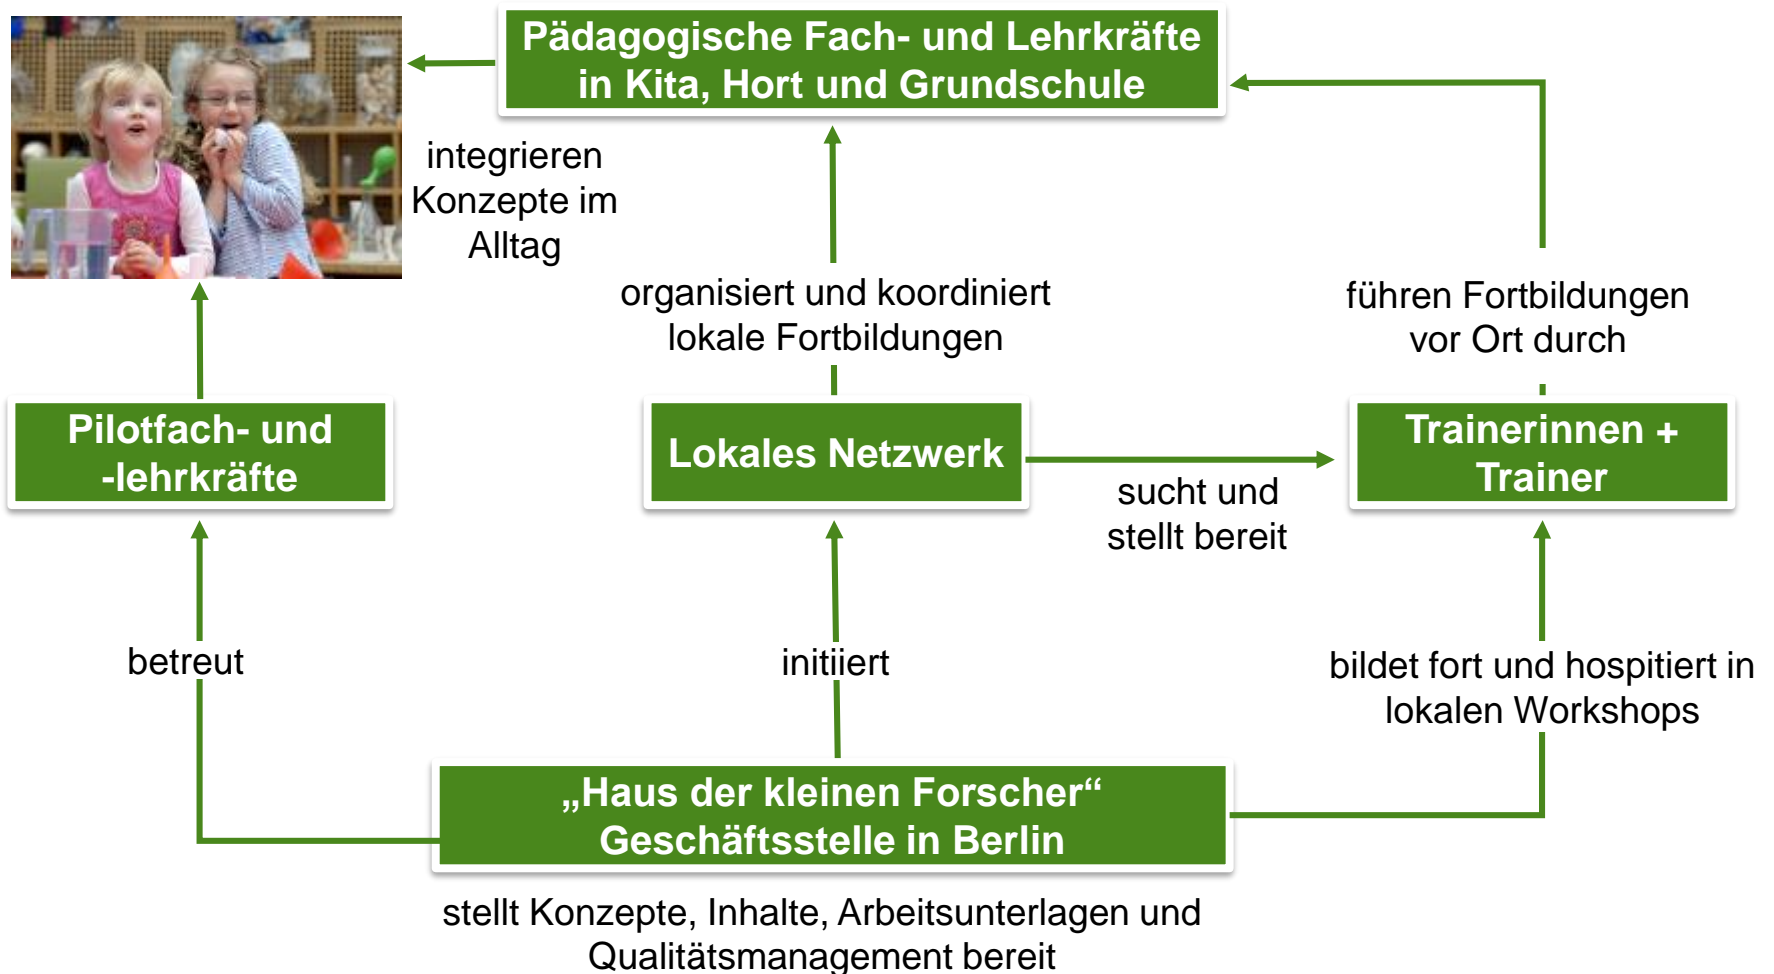 Pädagogische Fach- und Lehrkräfte
in Kita, Hort und Grundschule
integrieren
Konzepte im
Alltag
organisiert und koordiniert
lokale Fortbildungen
führen Fortbildungen
vor Ort durch
Pilotfach- und
-lehrkräfte
Lokales Netzwerk
Trainerinnen +
Trainer
sucht und
stellt bereit
betreut
initiiert
bildet fort und hospitiert in
lokalen Workshops
„Haus der kleinen Forscher“
Geschäftsstelle in Berlin
stellt Konzepte, Inhalte, Arbeitsunterlagen und
Qualitätsmanagement bereit